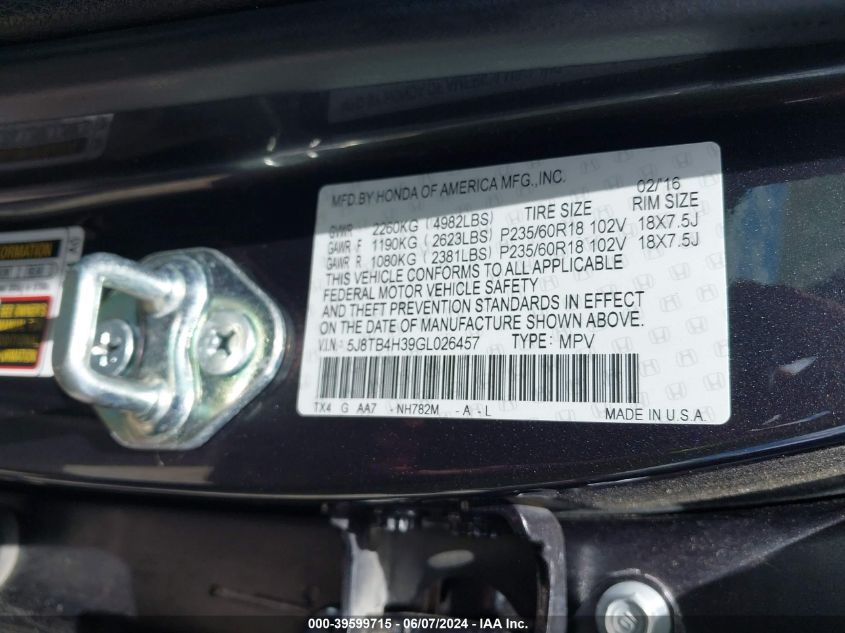 MFD.BY HONDA OF AMERICA MFG.,INC. 02/'16
GVWR 2260KG (4982LBS) TIRE SIZE RIM SIZE
GAWR F 1190KG (2623LBS) P235/60R18 102V 18X7.5J
GAWR R 1080KG (2381LBS) P235/60R18 102V 18X7.5J
THIS VEHICLE CONFORMS TO ALL APPLICABLE
FEDERAL MOTOR VEHICLE SAFETY
AND THEFT PREVENTION STANDARDS IN EFFECT
ON THE DATE OF MANUFACTURE SHOWN ABOVE.
V.I.N.: 5J8TB4H39GL026457 TYPE: MPV
TX4 G AA7 -NH782M ...-A -L
MADE IN U.S.A.
000-39599715 - 06/07/2024 - IAA Inc.